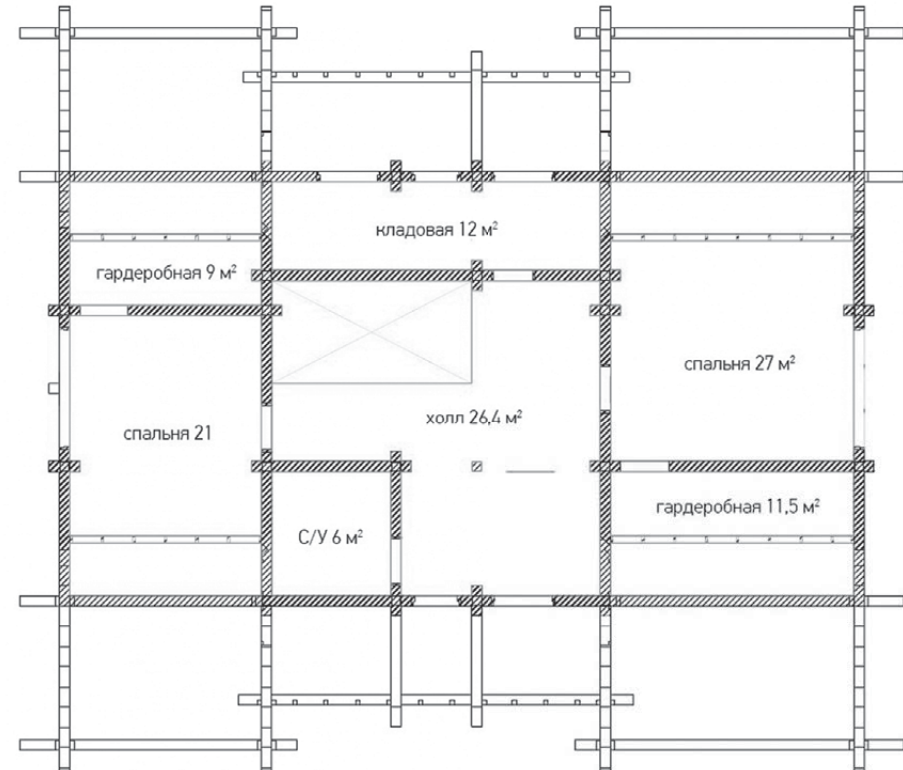 кладовая 12 м²
гардеробная 9 м²
спальня 27 м²
холл 26,4 м²
спальня 21
гардеробная 11,5 м²
С/У 6 м²